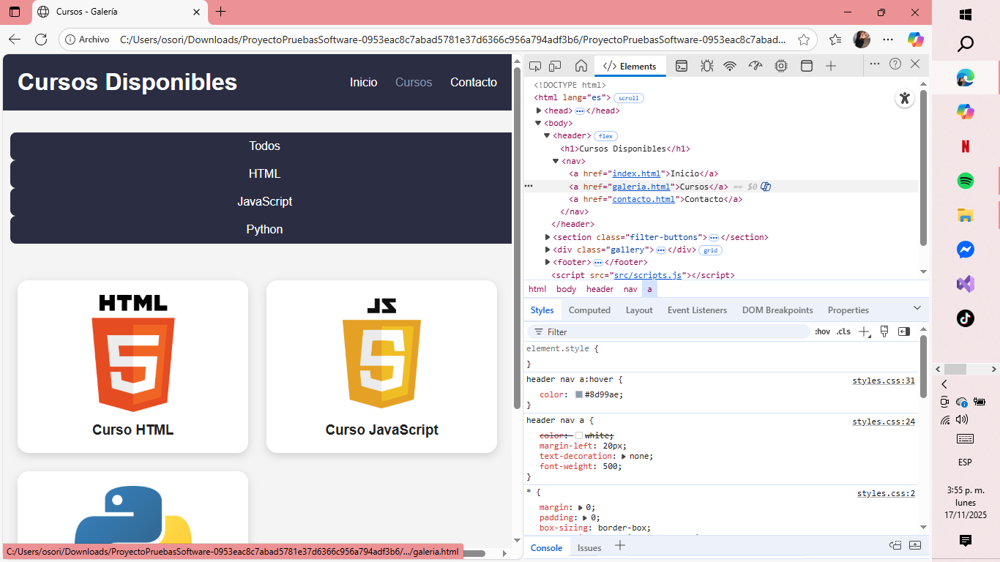 Cursos - Galería
Archivo
C:/Users/osori/Downloads/ProyectoPruebasSoftware-0953eac8c7abad5781e37d6366c956a794adf3b6/ProyectoPruebasSoftware-0953eac8c7abad...
Cursos Disponibles
Inicio
Cursos
Contacto
Todos
HTML
JavaScript
Python
HTML
5
Curso HTML
JS
Curso JavaScript
C:/Users/osori/Downloads/ProyectoPruebasSoftware-0953eac8c7abad5781e37d6366c956a794adf3b6/.../galeria.html
Elements
<!DOCTYPE html>
<html lang="es"> scroll
<head> ••• </head>
<body>
<header> flex
<h1>Cursos Disponibles</h1>
<nav>
<a href="index.html">Inicio</a>
••• <a href="galeria.html">Cursos</a> == $0
<a href="contacto.html">Contacto</a>
</nav>
</header>
<section class="filter-buttons"> ••• </section>
<div class="gallery"> ••• </div> grid
<footer> ••• </footer>
<script src="src/scripts.js"></script>
html body header nav a
Styles Computed Layout Event Listeners DOM Breakpoints Properties
Filter :hov .cls
element.style {
}
header nav a:hover { styles.css:31
color: #8d99ae;
}
header nav a { styles.css:24
color: white;
margin-left: 20px;
text-decoration: none;
font-weight: 500;
}
* { styles.css:2
margin: 0;
padding: 0;
box-sizing: border-box;
Console Issues
N
ESP
3:55 p. m.
lunes
17/11/2025